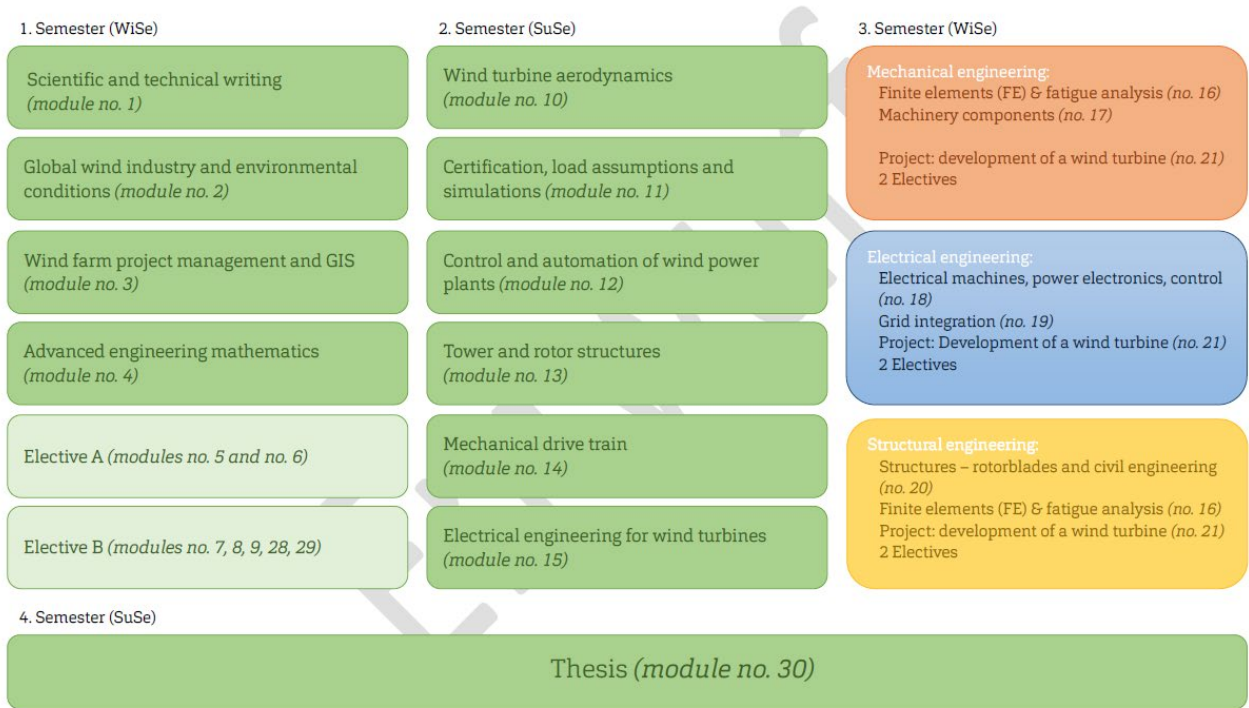 1. Semester (WiSe)
Scientific and technical writing
(module no. 1)
Global wind industry and environmental
conditions (module no. 2)
Wind farm project management and GIS
(module no. 3)
Advanced engineering mathematics
(module no. 4)
Elective A (modules no. 5 and no. 6)
Elective B (modules no. 7, 8, 9, 28, 29)
2. Semester (SuSe)
Wind turbine aerodynamics
(module no. 10)
Certification, load assumptions and
simulations (module no. 11)
Control and automation of wind power
plants (module no. 12)
Tower and rotor structures
(module no. 13)
Mechanical drive train
(module no. 14)
Electrical engineering for wind turbines
(module no. 15)
3. Semester (WiSe)
Mechanical engineering:
Finite elements (FE) & fatigue analysis (no. 16)
Machinery components (no. 17)
Project: development of a wind turbine (no. 21)
2 Electives
Electrical engineering:
Electrical machines, power electronics, control
(no. 18)
Grid integration (no. 19)
Project: Development of a wind turbine (no. 21)
2 Electives
Structural engineering:
Structures – rotorblades and civil engineering
(no. 20)
Finite elements (FE) & fatigue analysis (no. 16)
Project: development of a wind turbine (no. 21)
2 Electives
4. Semester (SuSe)
Thesis (module no. 30)